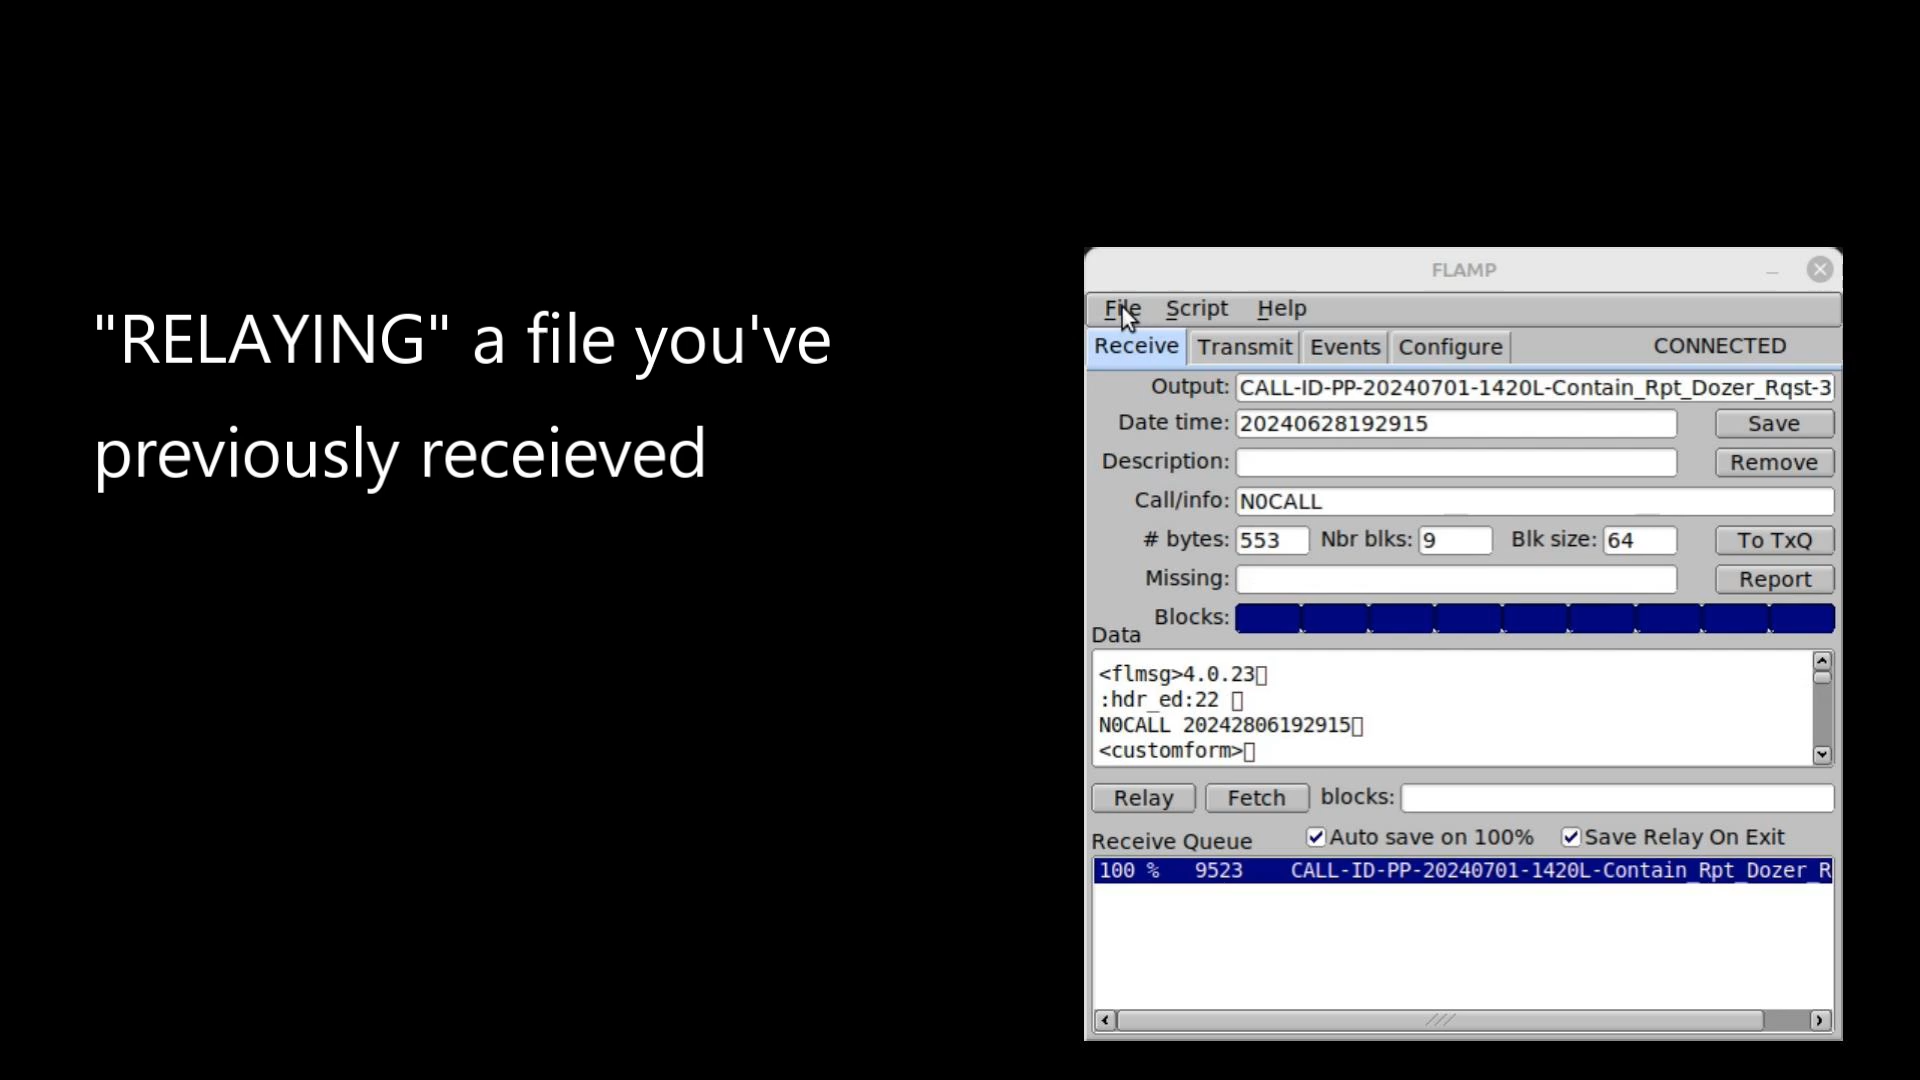 "RELAYING" a file you've
previously receieved
FLAMP
File Script Help
Receive Transmit Events Configure CONNECTED
Output: CALL-ID-PP-20240701-1420L-Contain_Rpt_Dozer_Rqst-3
Date time: 20240628192915 Save
Description: Remove
Call/info: N0CALL
# bytes: 553 Nbr blks: 9 Blk size: 64 To TxQ
Missing: Report
Blocks:
Data
<flmsg>4.0.23
:hdr_ed:22
N0CALL 20242806192915
<customform>
Relay Fetch blocks:
Receive Queue Auto save on 100% Save Relay On Exit
100 % 9523 CALL-ID-PP-20240701-1420L-Contain_Rpt_Dozer_R